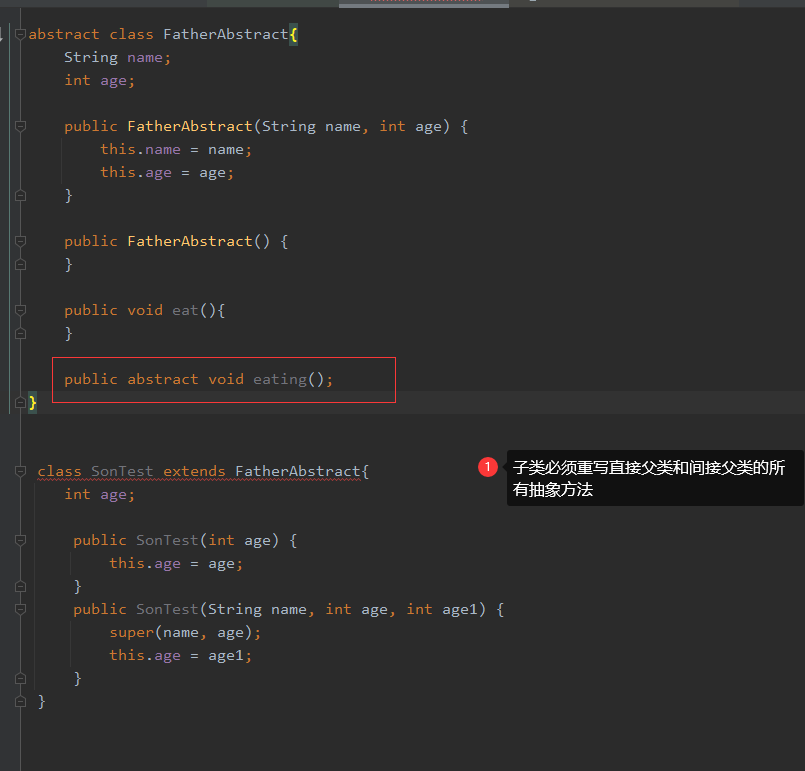 abstract class FatherAbstract{
String name;
int age;
public FatherAbstract(String name, int age) {
this.name = name;
this.age = age;
}
public FatherAbstract() {
}
public void eat(){
}
public abstract void eating();
}
class SonTest extends FatherAbstract{
1
子类必须重写直接父类和间接父类的所
有抽象方法
int age;
public SonTest(int age) {
this.age = age;
}
public SonTest(String name, int age, int age1) {
super(name, age);
this.age = age1;
}
}